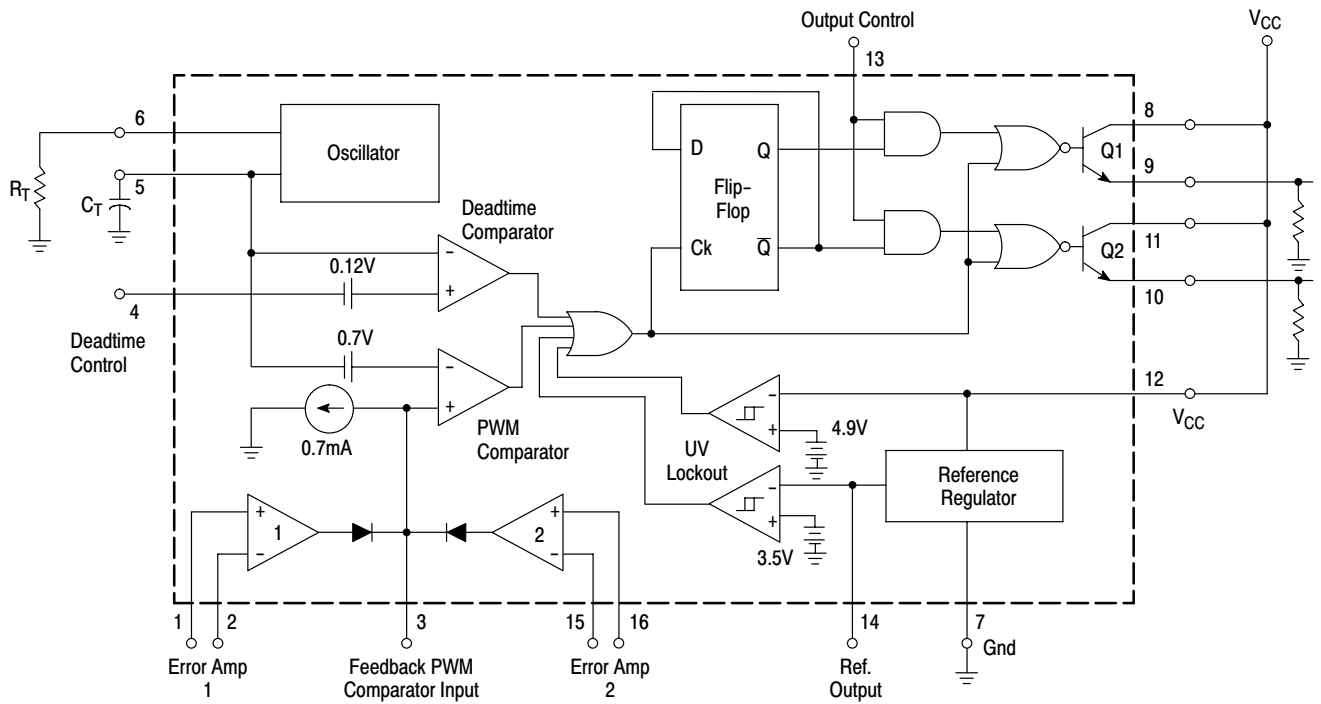 Output Control
13
VCC
6
Oscillator
RT
5
CT
D
Q
Flip–
Flop
Ck
Q
8
Q1
9
11
Q2
10
Deadtime
Comparator
0.12V
–
+
4
Deadtime
Control
0.7V
–
+
PWM
Comparator
0.7mA
12
VCC
–
+
4.9V
UV
Lockout
–
+
3.5V
Reference
Regulator
+
1
–
+
2
–
1
2
3
15
16
14
7
Error Amp
1
Feedback PWM
Comparator Input
Error Amp
2
Ref.
Output
Gnd